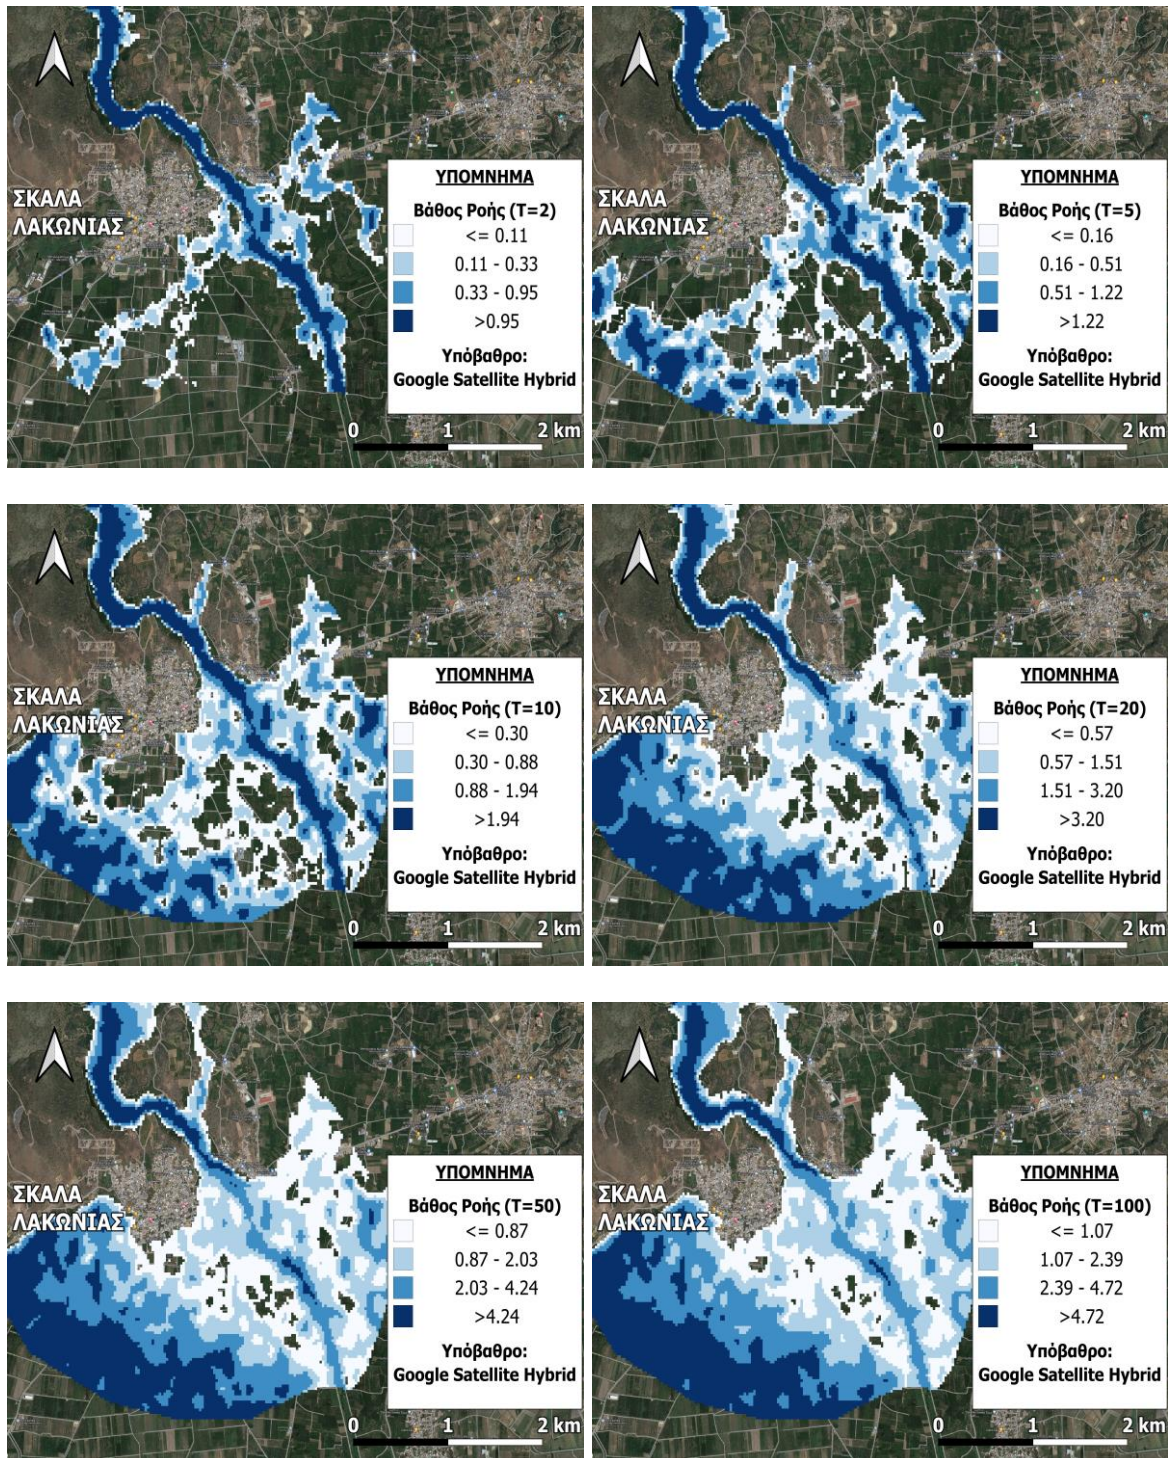 ΣΚΑΛΑ
ΛΑΚΩΝΙΑΣ
ΥΠΟΜΝΗΜΑ
Βάθος Ροής (T=2)
<= 0.11
0.11 - 0.33
0.33 - 0.95
>0.95
Υπόβαθρο:
Google Satellite Hybrid
0 1 2 km
ΣΚΑΛΑ
ΛΑΚΩΝΙΑΣ
ΥΠΟΜΝΗΜΑ
Βάθος Ροής (T=5)
<= 0.16
0.16 - 0.51
0.51 - 1.22
>1.22
Υπόβαθρο:
Google Satellite Hybrid
0 1 2 km
ΣΚΑΛΑ
ΛΑΚΩΝΙΑΣ
ΥΠΟΜΝΗΜΑ
Βάθος Ροής (T=10)
<= 0.30
0.30 - 0.88
0.88 - 1.94
>1.94
Υπόβαθρο:
Google Satellite Hybrid
0 1 2 km
ΣΚΑΛΑ
ΛΑΚΩΝΙΑΣ
ΥΠΟΜΝΗΜΑ
Βάθος Ροής (T=20)
<= 0.57
0.57 - 1.51
1.51 - 3.20
>3.20
Υπόβαθρο:
Google Satellite Hybrid
0 1 2 km
ΣΚΑΛΑ
ΛΑΚΩΝΙΑΣ
ΥΠΟΜΝΗΜΑ
Βάθος Ροής (T=50)
<= 0.87
0.87 - 2.03
2.03 - 4.24
>4.24
Υπόβαθρο:
Google Satellite Hybrid
0 1 2 km
ΣΚΑΛΑ
ΛΑΚΩΝΙΑΣ
ΥΠΟΜΝΗΜΑ
Βάθος Ροής (T=100)
<= 1.07
1.07 - 2.39
2.39 - 4.72
>4.72
Υπόβαθρο:
Google Satellite Hybrid
0 1 2 km